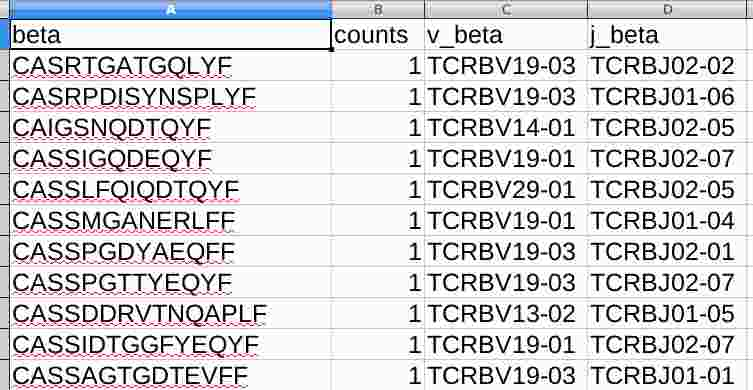 A B C D
beta counts v_beta j_beta
CASRTGATGQLYF 1 TCRBV19-03 TCRBJ02-02
CASRPDISYNSPLYF 1 TCRBV19-03 TCRBJ01-06
CAIGSNQDTQYF 1 TCRBV14-01 TCRBJ02-05
CASSIGQDEQYF 1 TCRBV19-01 TCRBJ02-07
CASSLFQIQDTQYF 1 TCRBV29-01 TCRBJ02-05
CASSMGANERLFF 1 TCRBV19-01 TCRBJ01-04
CASSPGDYAEQFF 1 TCRBV19-03 TCRBJ02-01
CASSPGTTYEQYF 1 TCRBV19-03 TCRBJ02-07
CASSDDRVTNQAPLF 1 TCRBV13-02 TCRBJ01-05
CASSIDTGGFYEQYF 1 TCRBV19-01 TCRBJ02-07
CASSAGTGDTEVFF 1 TCRBV19-03 TCRBJ01-01